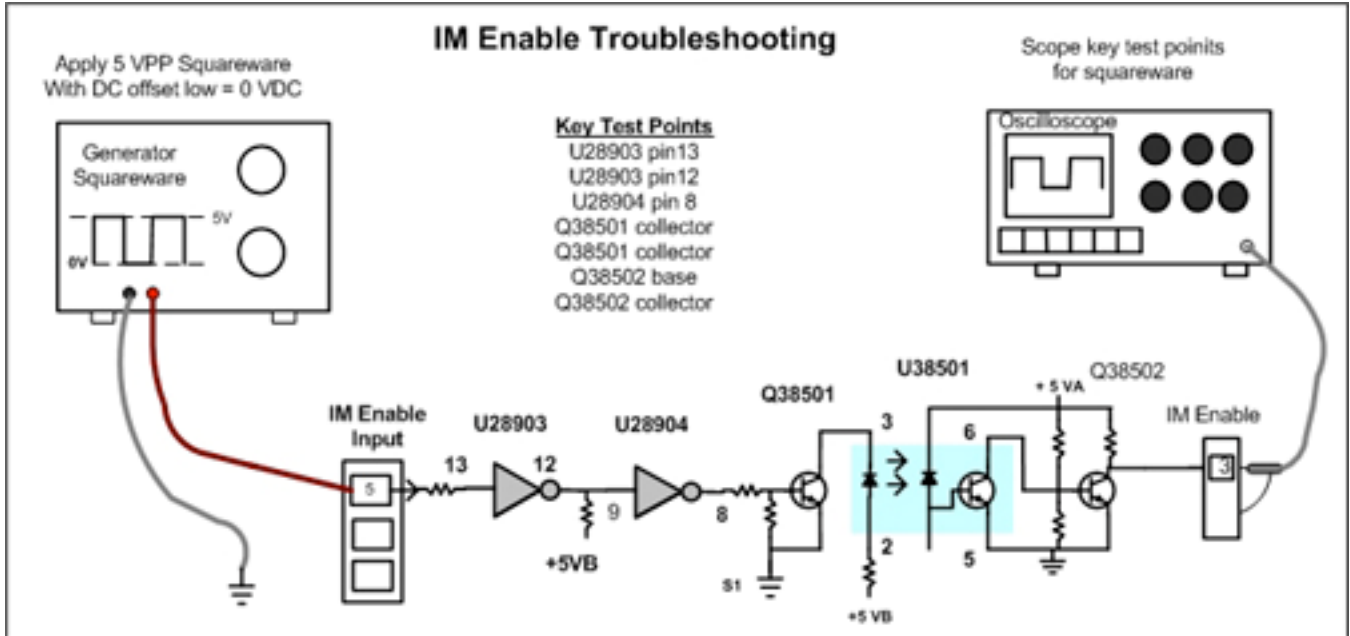 IM Enable Troubleshooting
Apply 5 VPP Squareware
With DC offset low = 0 VDC
Scope key test poinits
for squareware
Key Test Points
U28903 pin13
U28903 pin12
U28904 pin 8
Q38501 collector
Q38501 collector
Q38502 base
Q38502 collector
Generator
Squareware
5V
0V
Oscilloscope
IM Enable
Input
5
13
U28903
12
+5VB
9
U28904
8
S1
Q38501
3
2
+5 VB
U38501
6
5
+ 5 VA
Q38502
IM Enable
3